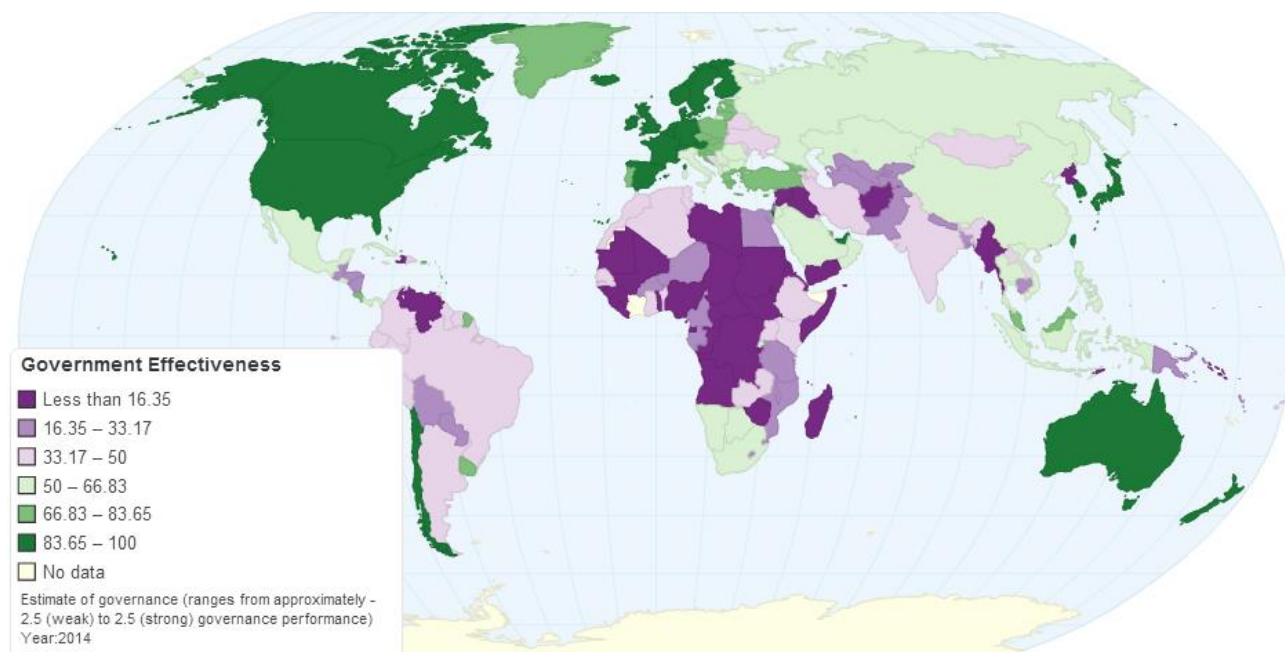 Government Effectiveness
Less than 16.35
16.35 – 33.17
33.17 – 50
50 – 66.83
66.83 – 83.65
83.65 – 100
No data
Estimate of governance (ranges from approximately -
2.5 (weak) to 2.5 (strong) governance performance)
Year:2014